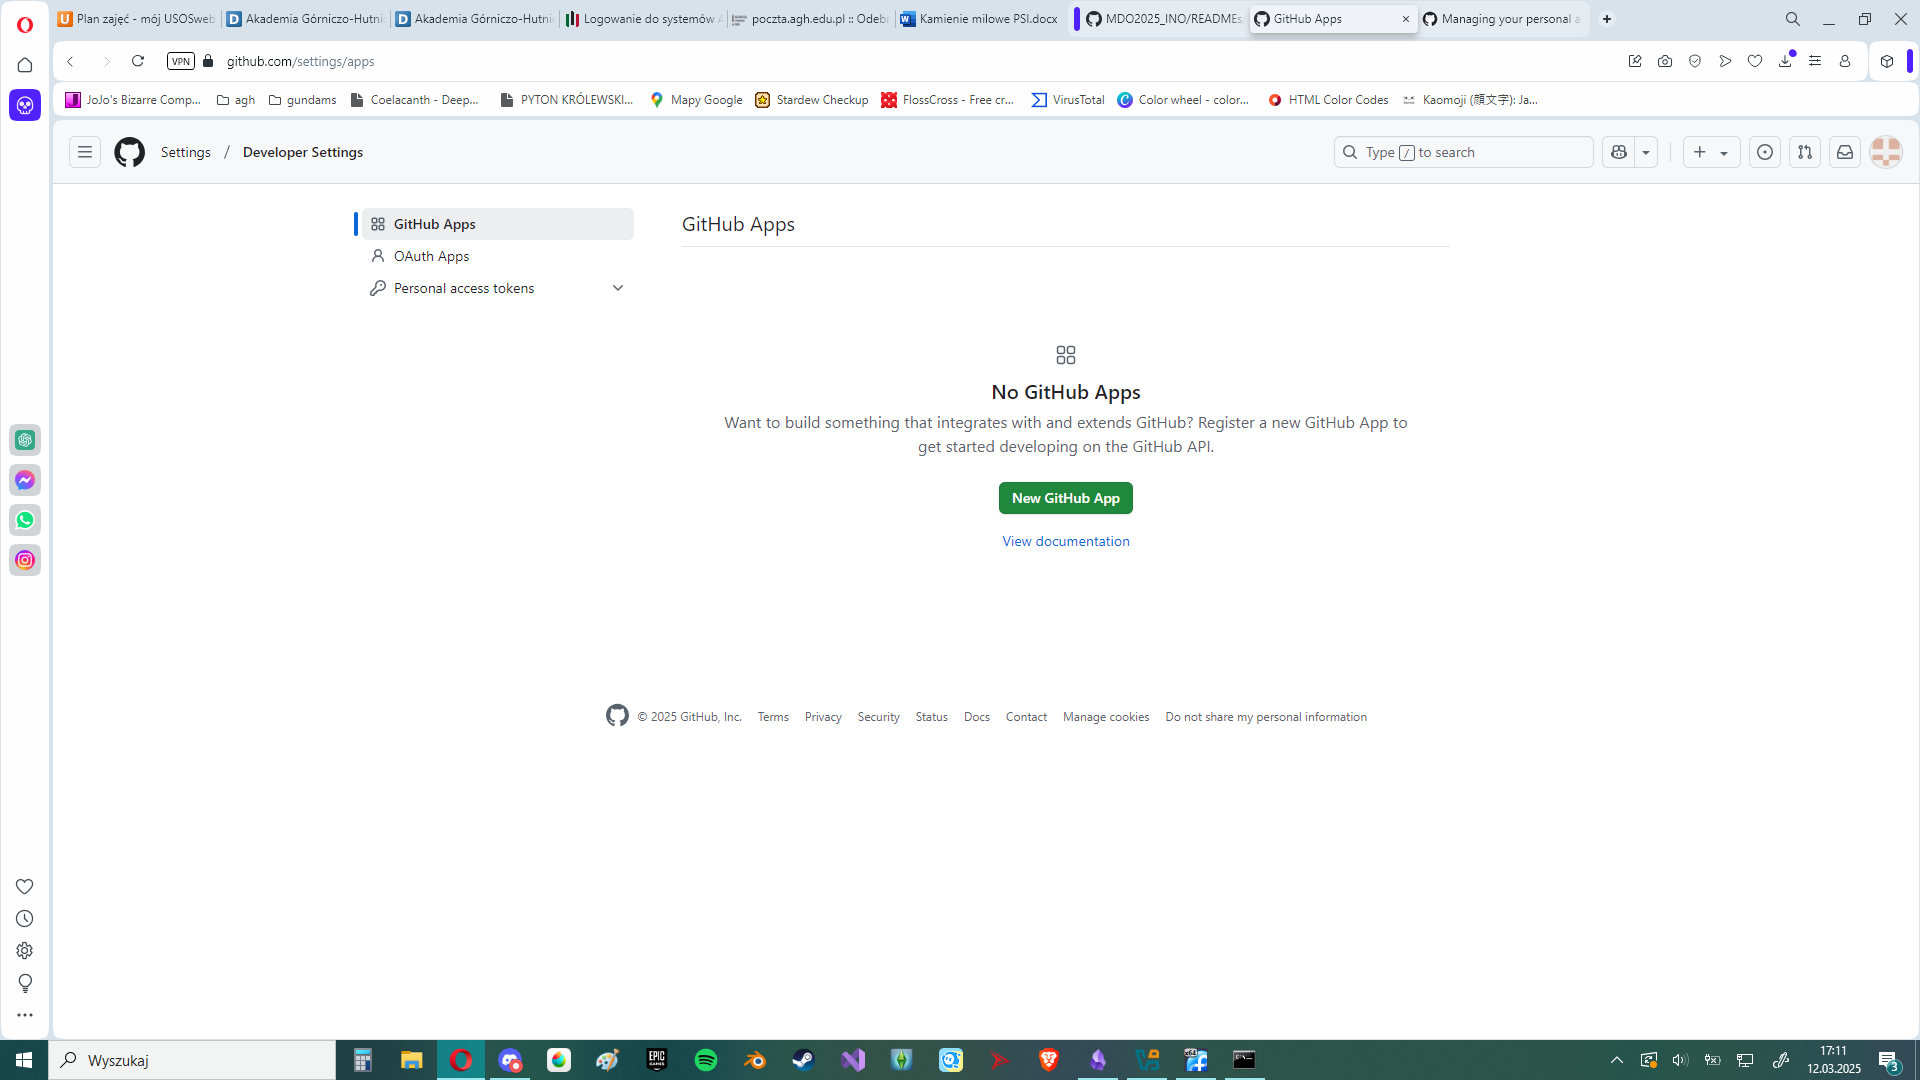 Plan zajęć - mój USOSweb
Akademia Górniczo-Hutnic
Akademia Górniczo-Hutnic
Logowanie do systemów A
poczta.agh.edu.pl :: Odebr
Kamienie milowe PSI.docx
MDO2025_INO/READMEs
GitHub Apps
Managing your personal a
VPN
github.com/settings/apps
JoJo's Bizarre Comp...
agh
gundams
Coelacanth - Deep...
PYTON KRÓLEWSKI...
Mapy Google
Stardew Checkup
FlossCross - Free cr...
VirusTotal
Color wheel - color...
HTML Color Codes
Kaomoji (顔文字): Ja...
Settings / Developer Settings
Type / to search
GitHub Apps
OAuth Apps
Personal access tokens
GitHub Apps
No GitHub Apps
Want to build something that integrates with and extends GitHub? Register a new GitHub App to
get started developing on the GitHub API.
New GitHub App
View documentation
© 2025 GitHub, Inc. Terms Privacy Security Status Docs Contact Manage cookies Do not share my personal information
Wyszukaj
EPIC GAMES
17:11
12.03.2025
3